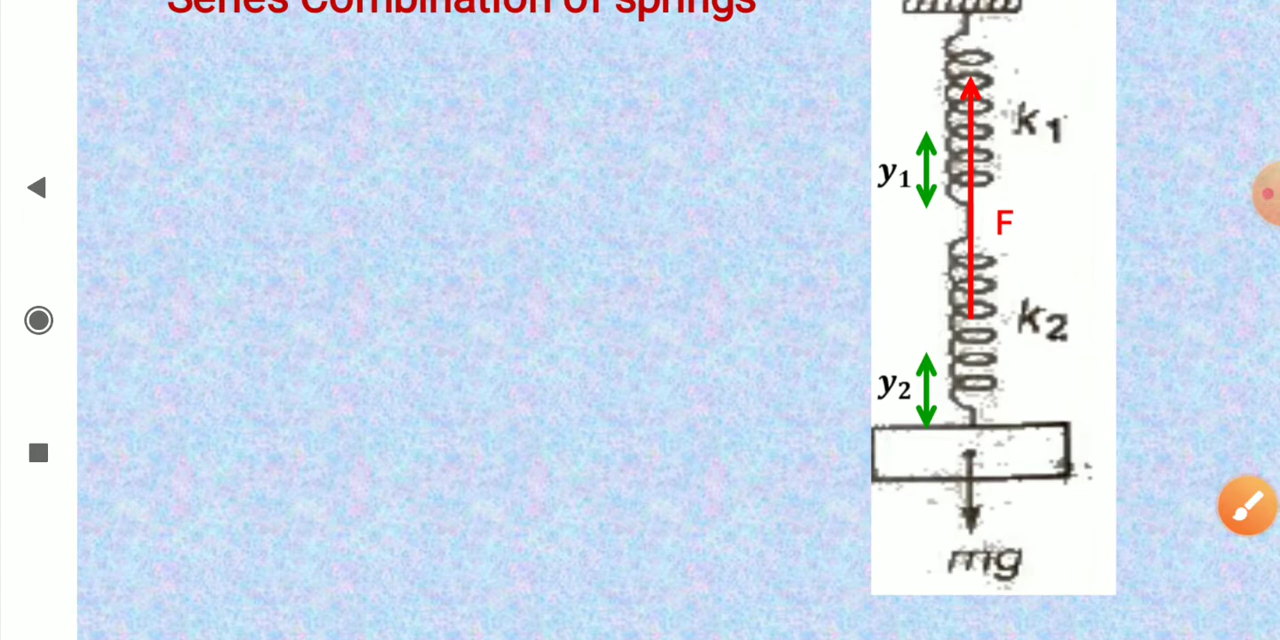 Series Combination of springs
k1
y₁
F
k2
y₂
mg